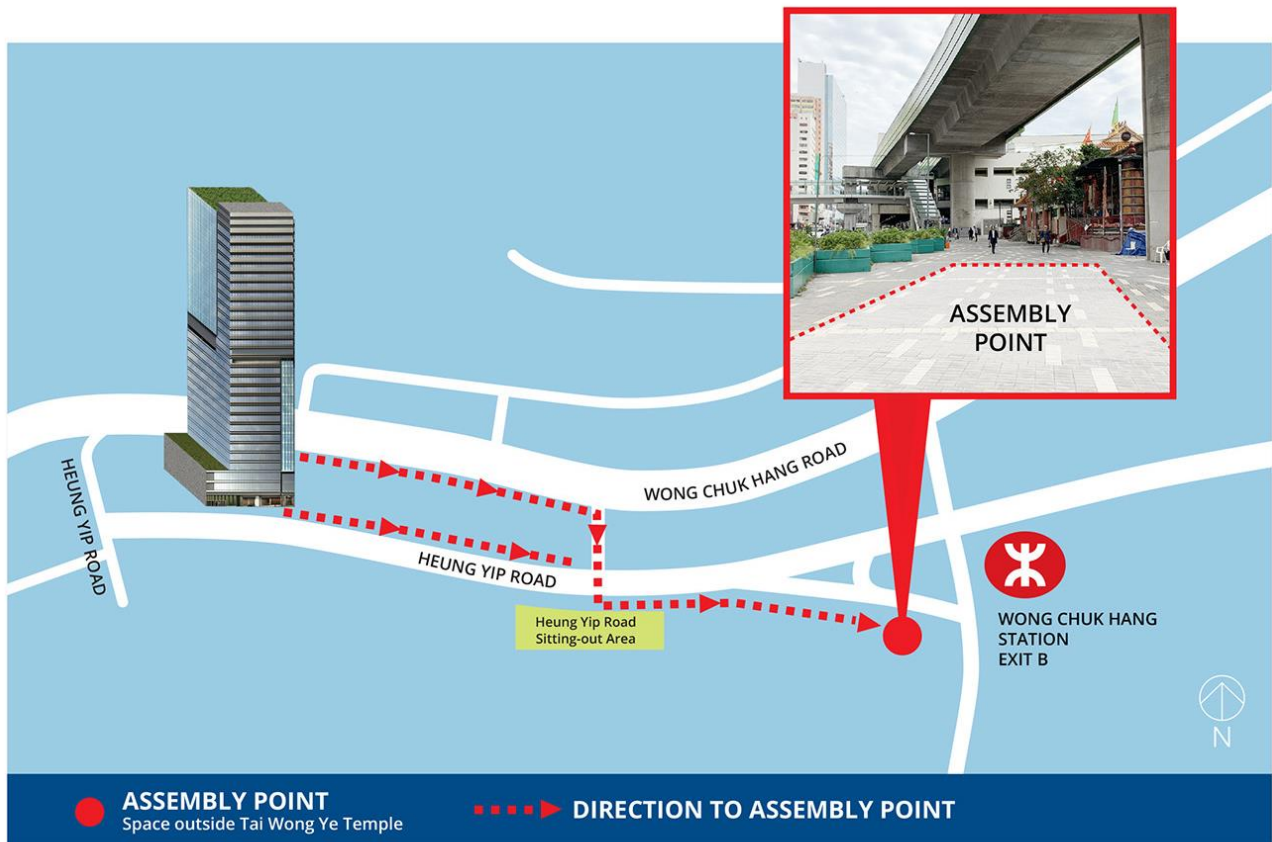 ASSEMBLY
POINT
HEUNG YIP ROAD
WONG CHUK HANG ROAD
HEUNG YIP ROAD
Heung Yip Road
Sitting-out Area
WONG CHUK HANG
STATION
EXIT B
N
ASSEMBLY POINT
Space outside Tai Wong Ye Temple
DIRECTION TO ASSEMBLY POINT